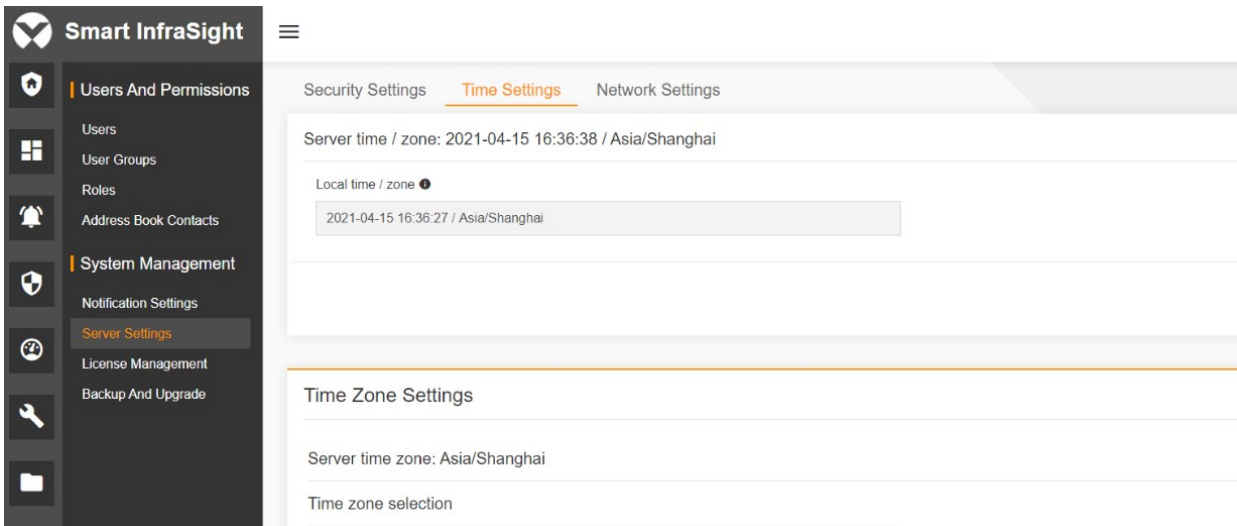 Smart InfraSight
Users And Permissions
Users
User Groups
Roles
Address Book Contacts
System Management
Notification Settings
Server Settings
License Management
Backup And Upgrade
Security Settings Time Settings Network Settings
Server time / zone: 2021-04-15 16:36:38 / Asia/Shanghai
Local time / zone
2021-04-15 16:36:27 / Asia/Shanghai
Time Zone Settings
Server time zone: Asia/Shanghai
Time zone selection